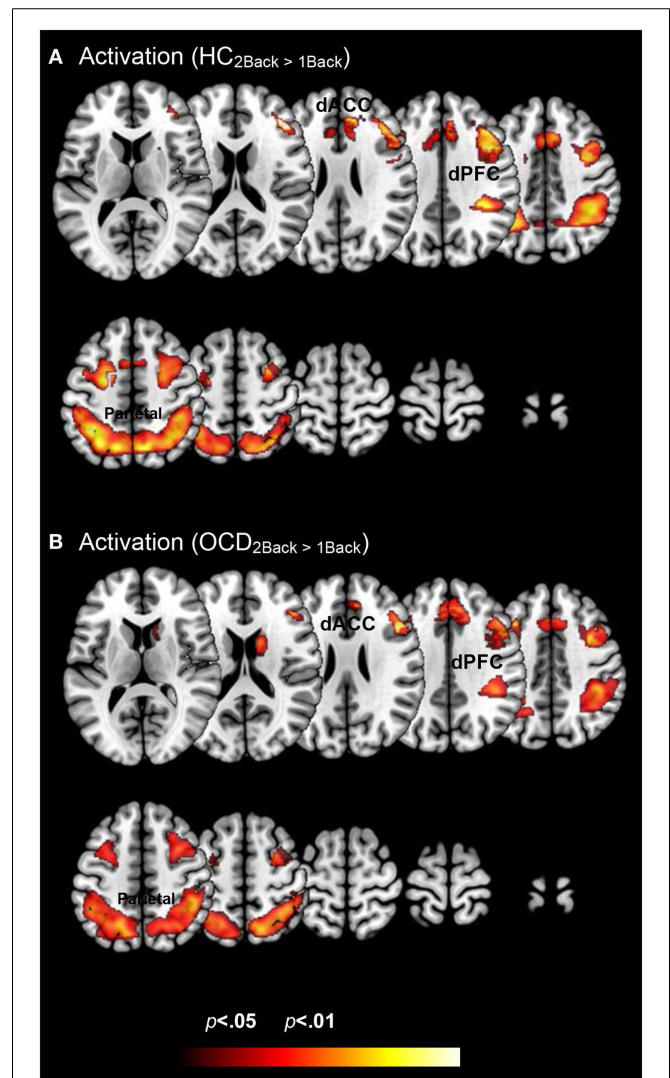 A Activation (HC2Back > 1Back)
dACC
dPFC
Parietal
B Activation (OCD2Back > 1Back)
dACC
dPFC
Parietal
p<.05 p<.01